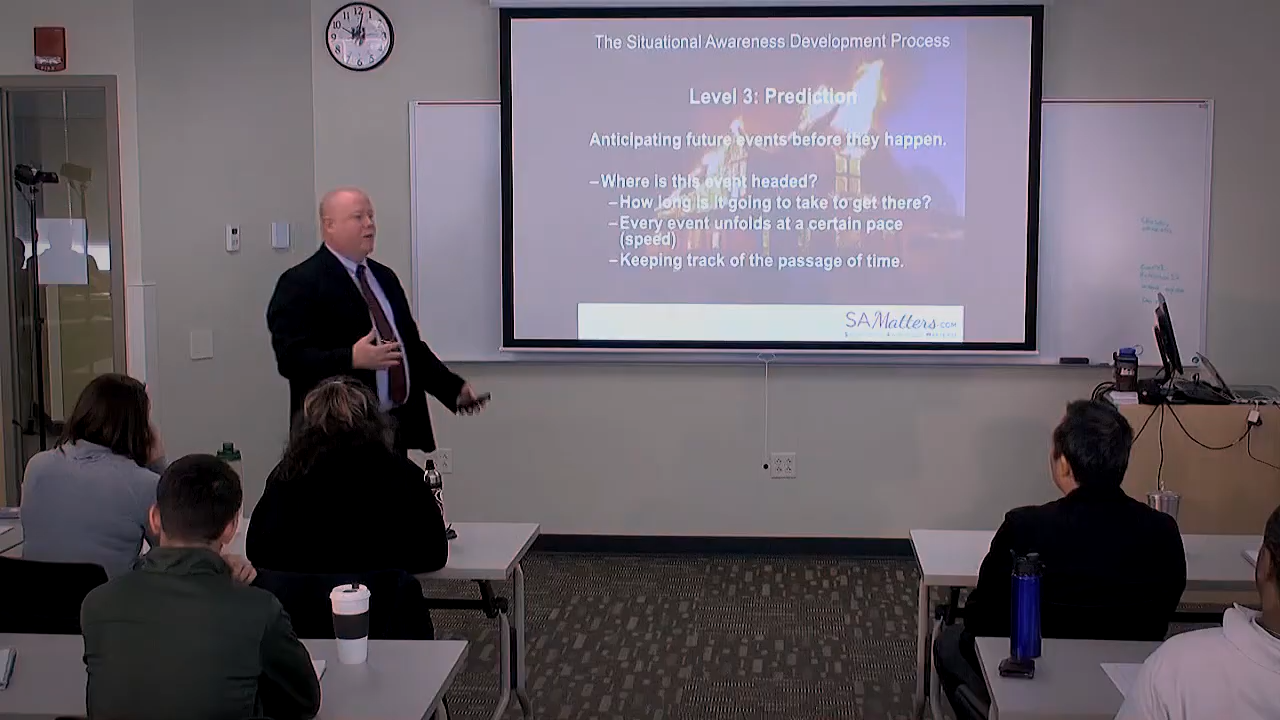 The Situational Awareness Development Process
Level 3: Prediction
Anticipating future events before they happen.
–Where is this event headed?
–How long is it going to take to get there?
–Every event unfolds at a certain pace
(speed)
–Keeping track of the passage of time.
SAMatters.COM